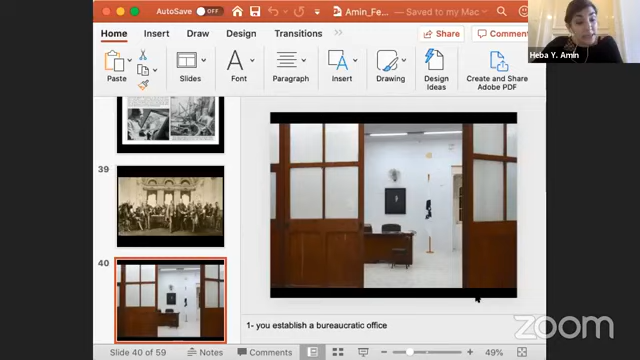 AutoSave OFF
Amin_Fe... — Saved to my Mac
Home Insert Draw Design Transitions >>
Share Commen
Paste
Slides
Font
Paragraph
Insert
Drawing
Design
Ideas
Create and Share
Adobe PDF
Heba Y. Amin
39
40
1- you establish a bureaucratic office
Slide 40 of 59
Notes
Comments
49%
zoom